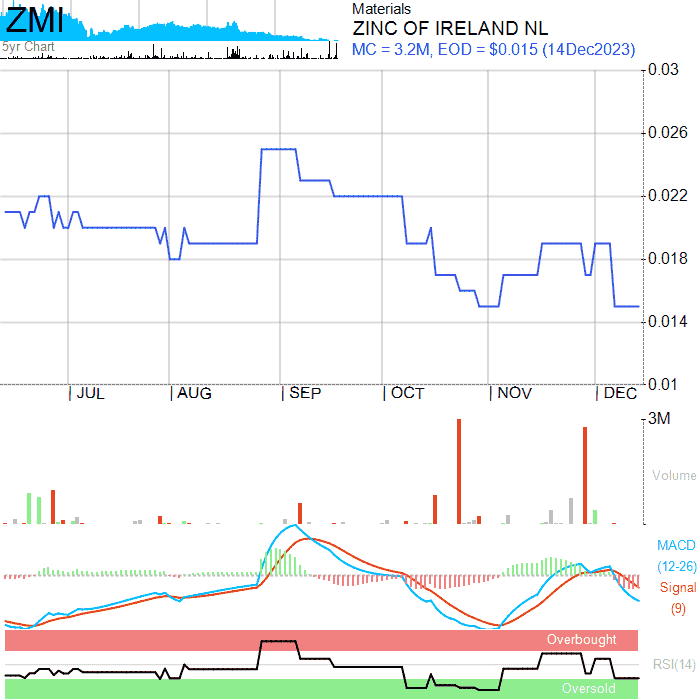 ZMI
5yr Chart
Materials
ZINC OF IRELAND NL
MC = 3.2M, EOD = $0.015 (14Dec2023)
0.03
0.026
0.022
0.018
0.014
0.01
JUL AUG SEP OCT NOV DEC
3M
Volume
MACD
(12-26)
Signal
(9)
Overbought
RSI(14)
Oversold